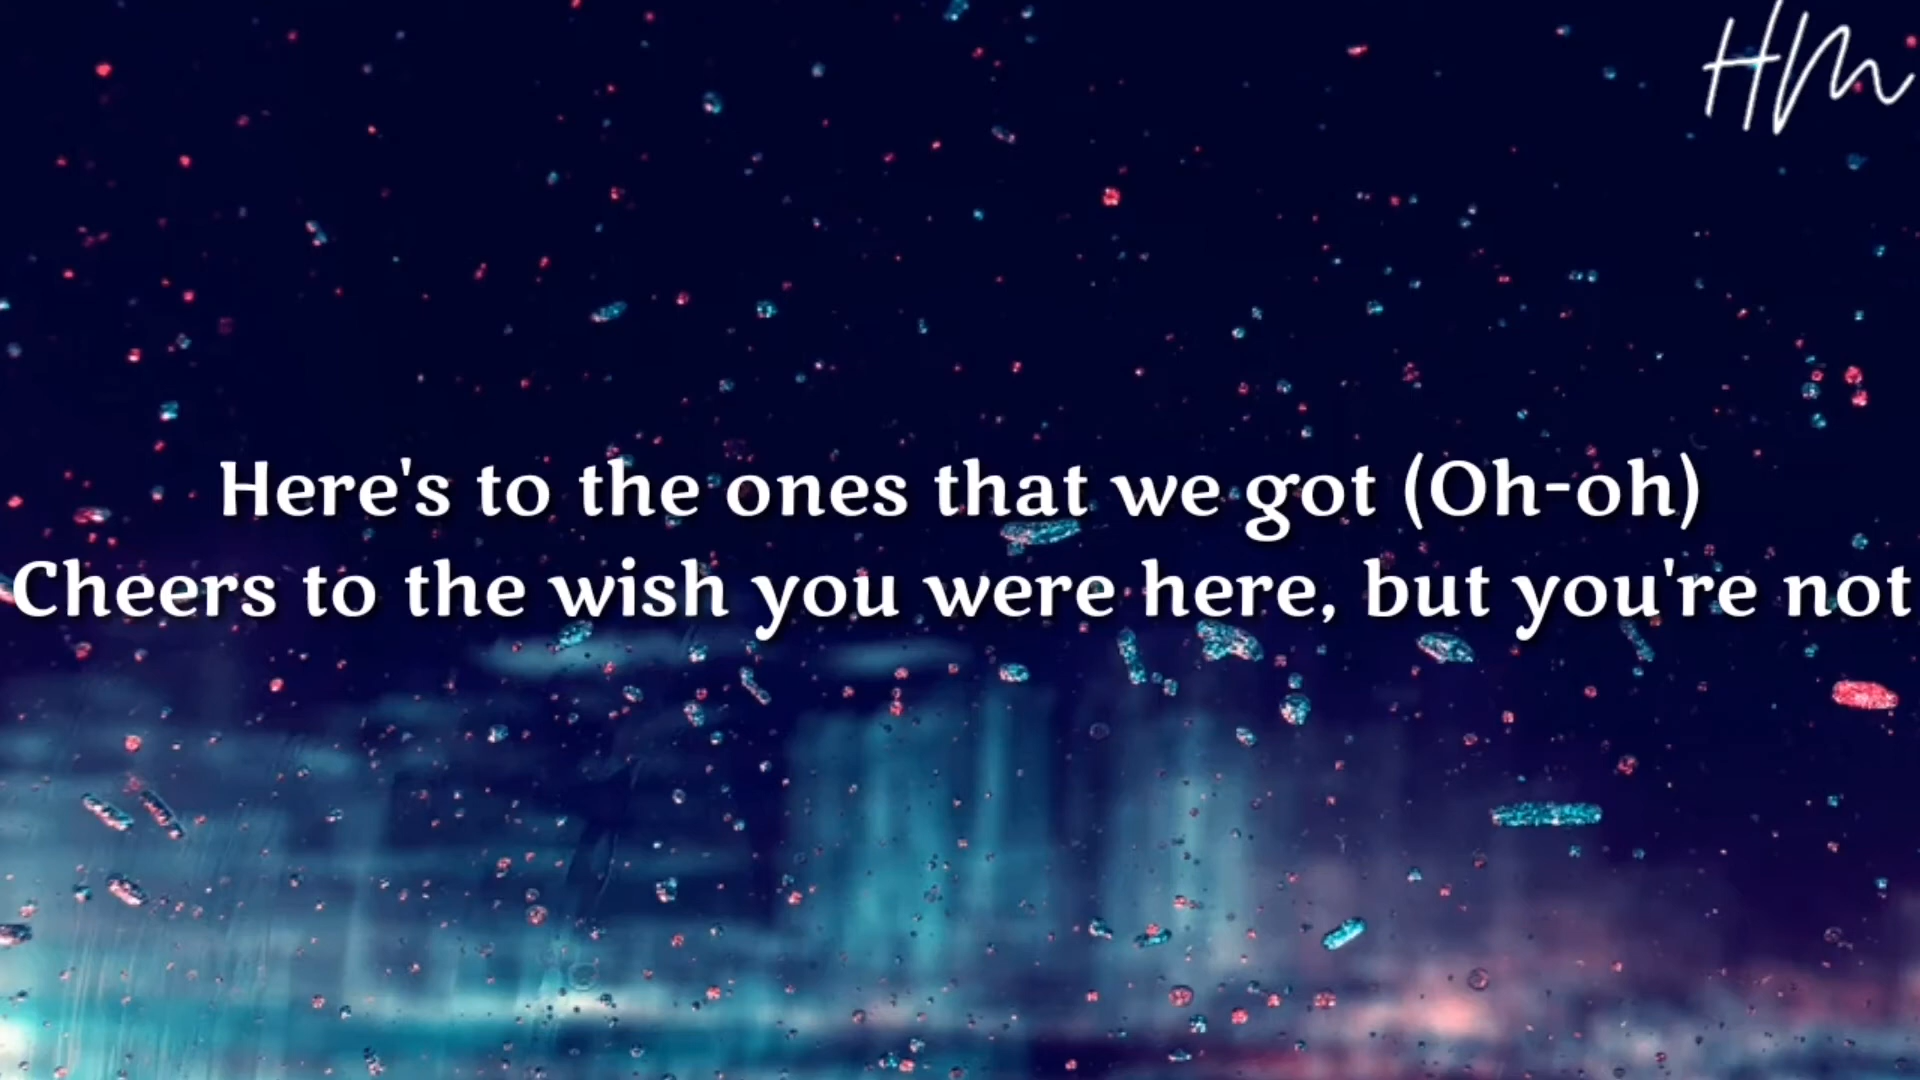 HM
Here's to the ones that we got (Oh-oh)
Cheers to the wish you were here, but you're not